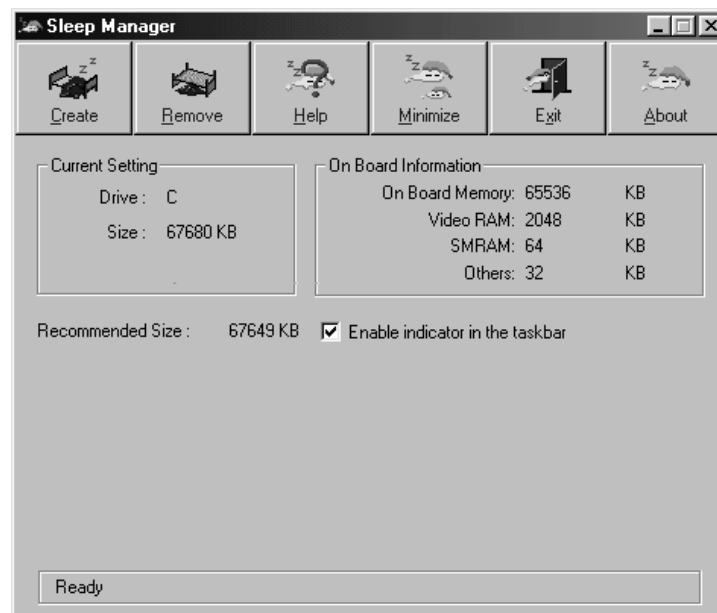 Sleep Manager
Create Remove Help Minimize Exit About
Current Setting
Drive : C
Size : 67680 KB
On Board Information
On Board Memory: 65536 KB
Video RAM: 2048 KB
SMRAM: 64 KB
Others: 32 KB
Recommended Size : 67649 KB Enable indicator in the taskbar
Ready